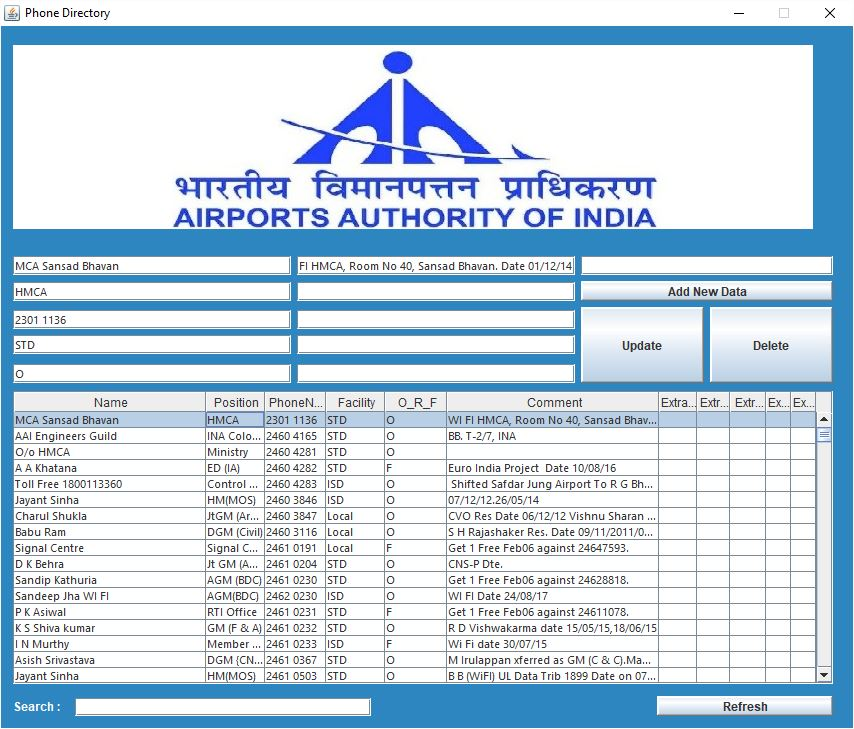 Phone Directory
भारतीय विमानपत्तन प्राधिकरण
AIRPORTS AUTHORITY OF INDIA
MCA Sansad Bhavan FI HMCA, Room No 40, Sansad Bhavan. Date 01/12/14
HMCA Add New Data
2301 1136
STD Update Delete
O
Name Position PhoneN... Facility O_R_F Comment Extra... Extr... Extr... Ex... Ex...
MCA Sansad Bhavan HMCA 2301 1136 STD O WI FI HMCA, Room No 40, Sansad Bhav...
AAI Engineers Guild INA Colo... 2460 4165 STD O BB. T-2/7, INA
O/o HMCA Ministry 2460 4281 STD O
A A Khatana ED (IA) 2460 4282 STD F Euro India Project Date 10/08/16
Toll Free 1800113360 Control ... 2460 4283 ISD O Shifted Safdar Jung Airport To R G Bh...
Jayant Sinha HM(MOS) 2460 3846 ISD O 07/12/12.26/05/14
Charul Shukla JtGM (Ar... 2460 3847 Local O CVO Res Date 06/12/12 Vishnu Sharan ...
Babu Ram DGM (Civil) 2460 3116 Local O S H Rajashaker Res. Date 09/11/2011/0...
Signal Centre Signal C... 2461 0191 Local F Get 1 Free Feb06 against 24647593.
D K Behra Jt GM (A... 2461 0204 STD O CNS-P Dte.
Sandip Kathuria AGM (BDC) 2461 0230 STD O Get 1 Free Feb06 against 24628818.
Sandeep Jha WI FI AGM(BDC) 2462 0230 ISD O WI FI Date 24/08/17
P K Asiwal RTI Office 2461 0231 STD F Get 1 Free Feb06 against 24611078.
K S Shiva kumar GM (F & A) 2461 0232 STD O R D Vishwakarma date 15/05/15,18/06/15
I N Murthy Member ... 2461 0233 ISD F Wi Fi date 30/07/15
Asish Srivastava DGM {CN... 2461 0367 STD O M Irulappan xferred as GM (C & C).Ma...
Jayant Sinha HM(MOS) 2461 0503 STD O B B (WiFI) UL Data Trib 1899 Date on 07...
Search : Refresh